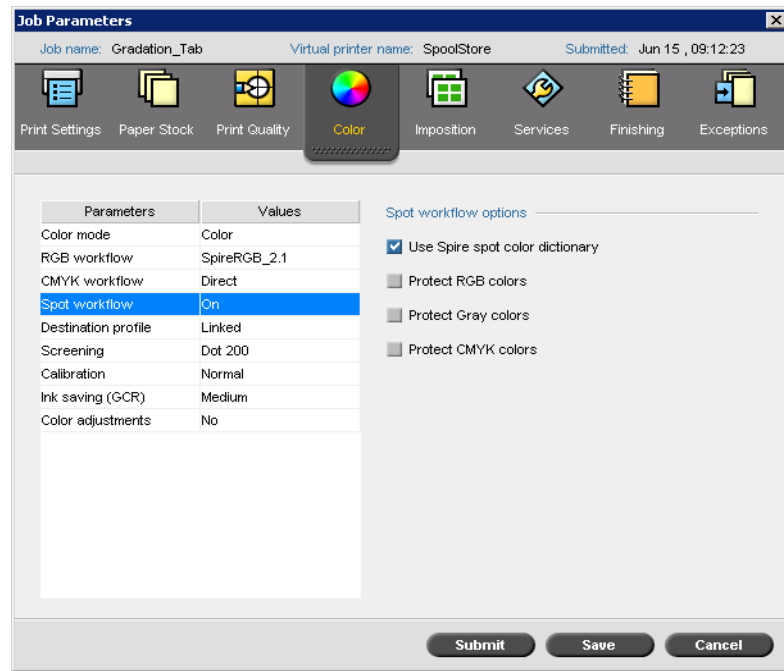 Job Parameters
Job name: Gradation_Tab Virtual printer name: SpoolStore Submitted: Jun 15 , 09:12:23
Print Settings Paper Stock Print Quality Color Imposition Services Finishing Exceptions
Parameters Values
Color mode Color
RGB workflow SpireRGB_2.1
CMYK workflow Direct
Spot workflow On
Destination profile Linked
Screening Dot 200
Calibration Normal
Ink saving (GCR) Medium
Color adjustments No
Spot workflow options
Use Spire spot color dictionary
Protect RGB colors
Protect Gray colors
Protect CMYK colors
Submit Save Cancel